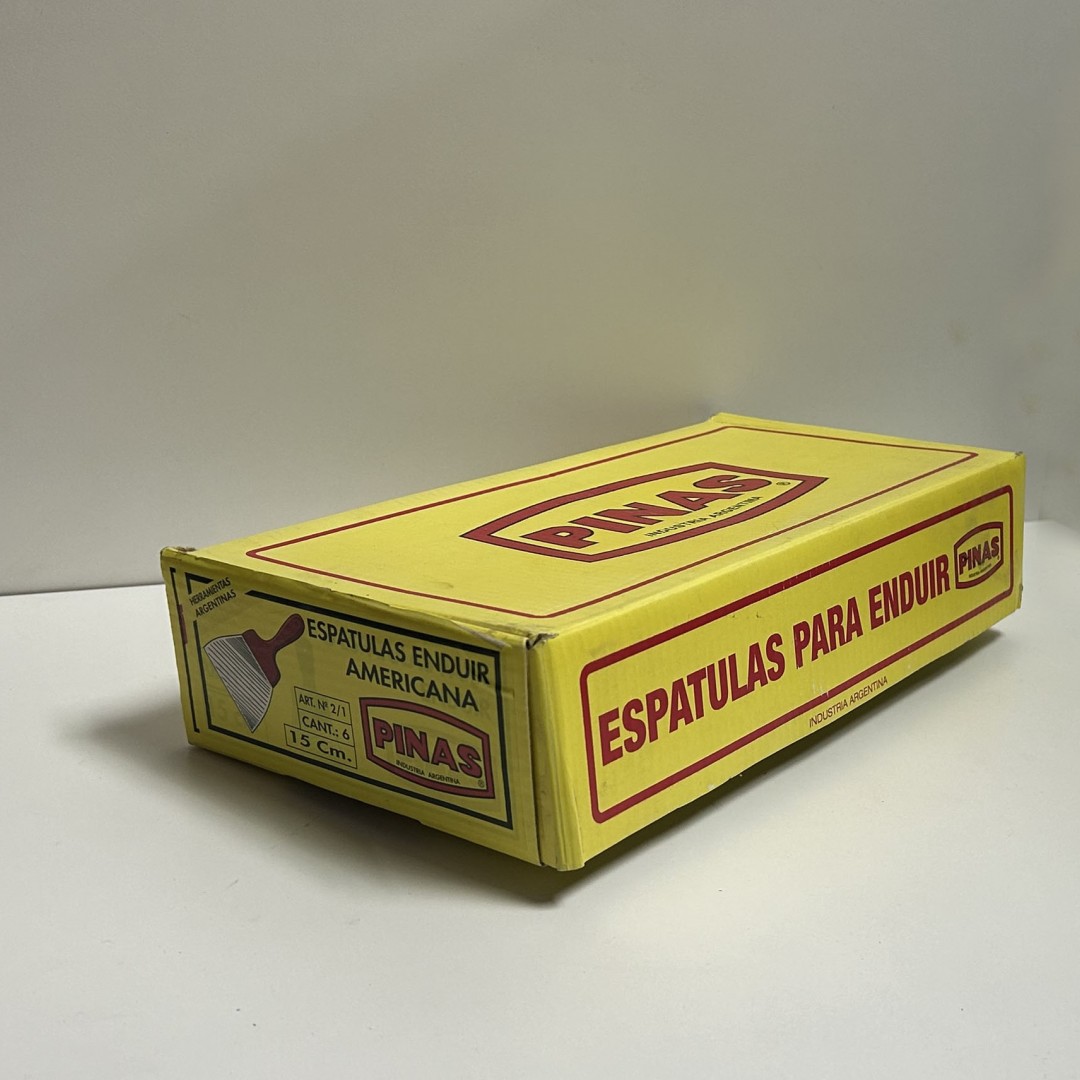 PINAS
INDUSTRIA ARGENTINA
®
HERRAMIENTAS
ARGENTINAS
ESPATULAS ENDUIR
AMERICANA
ART. Nº 2/1
CANT.: 6
15 Cm.
PINAS
INDUSTRIA ARGENTINA
®
ESPATULAS PARA ENDUIR
PINAS
INDUSTRIA ARGENTINA